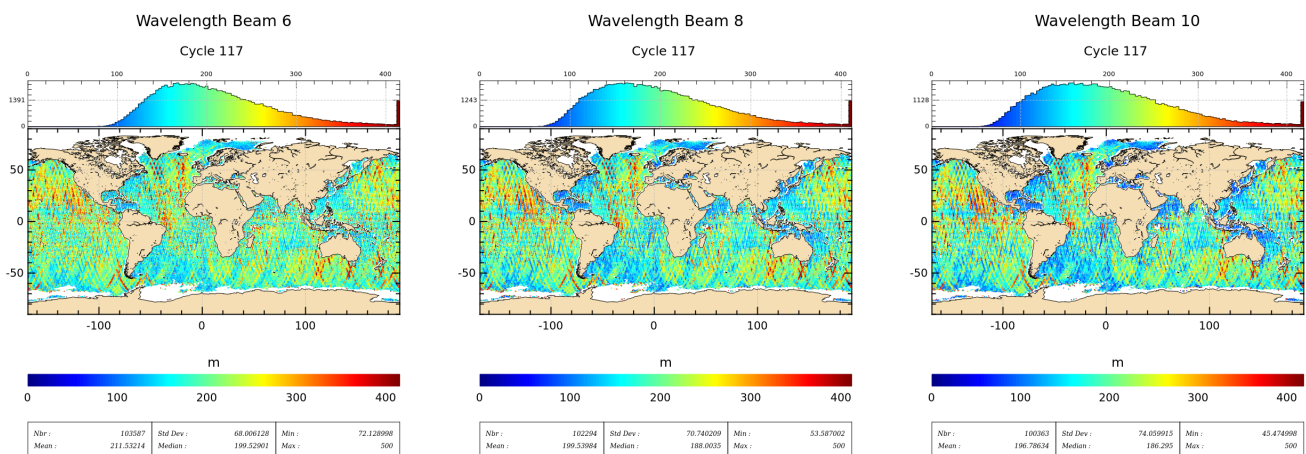 Wavelength Beam 6
Cycle 117
0 100 200 300 400
1391
0
50
0
-50
-100 0 100
m
0 100 200 300 400
Nbr : 103587 Std Dev : 68.006128 Min : 72.128998
Mean : 211.53214 Median : 199.52901 Max : 500
Wavelength Beam 8
Cycle 117
0 100 200 300 400
1243
0
50
0
-50
-100 0 100
m
0 100 200 300 400
Nbr : 102294 Std Dev : 70.740209 Min : 53.587002
Mean : 199.53984 Median : 188.0035 Max : 500
Wavelength Beam 10
Cycle 117
0 100 200 300 400
1128
0
50
0
-50
-100 0 100
m
0 100 200 300 400
Nbr : 100363 Std Dev : 74.059915 Min : 45.474998
Mean : 196.78634 Median : 186.295 Max : 500